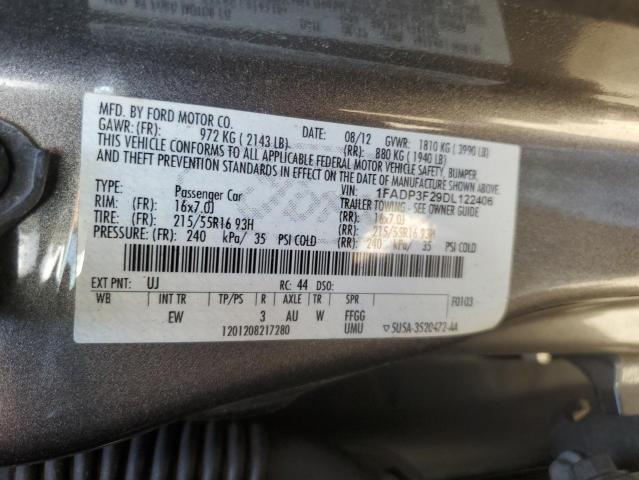 MFD. BY FORD MOTOR CO.
DATE: 08/12 GVWR: 1810 KG ( 3990 LB)
GAWR: (FR): 972 KG ( 2143 LB) (RR): 880 KG ( 1940 LB)
THIS VEHICLE CONFORMS TO ALL APPLICABLE FEDERAL MOTOR VEHICLE SAFETY, BUMPER,
AND THEFT PREVENTION STANDARDS IN EFFECT ON THE DATE OF MANUFACTURE SHOWN ABOVE.
VIN: 1FADP3F29DL122406
TYPE: Passenger Car TRAILER TOWING - SEE OWNER GUIDE
RIM: (FR): 16x7.0J (RR): 16x7.0J
TIRE: (FR): 215/55R16 93H (RR): 215/55R16 93H
PRESSURE: (FR): 240 kPa/ 35 PSI COLD (RR): 240 kPa/ 35 PSI COLD
EXT PNT: UJ RC: 44 DSO:
WB INT TR TP/PS R AXLE TR SPR F0103
EW 3 AU W FFGG
1201208217280 UMU ▽5U5A-3520472-AA